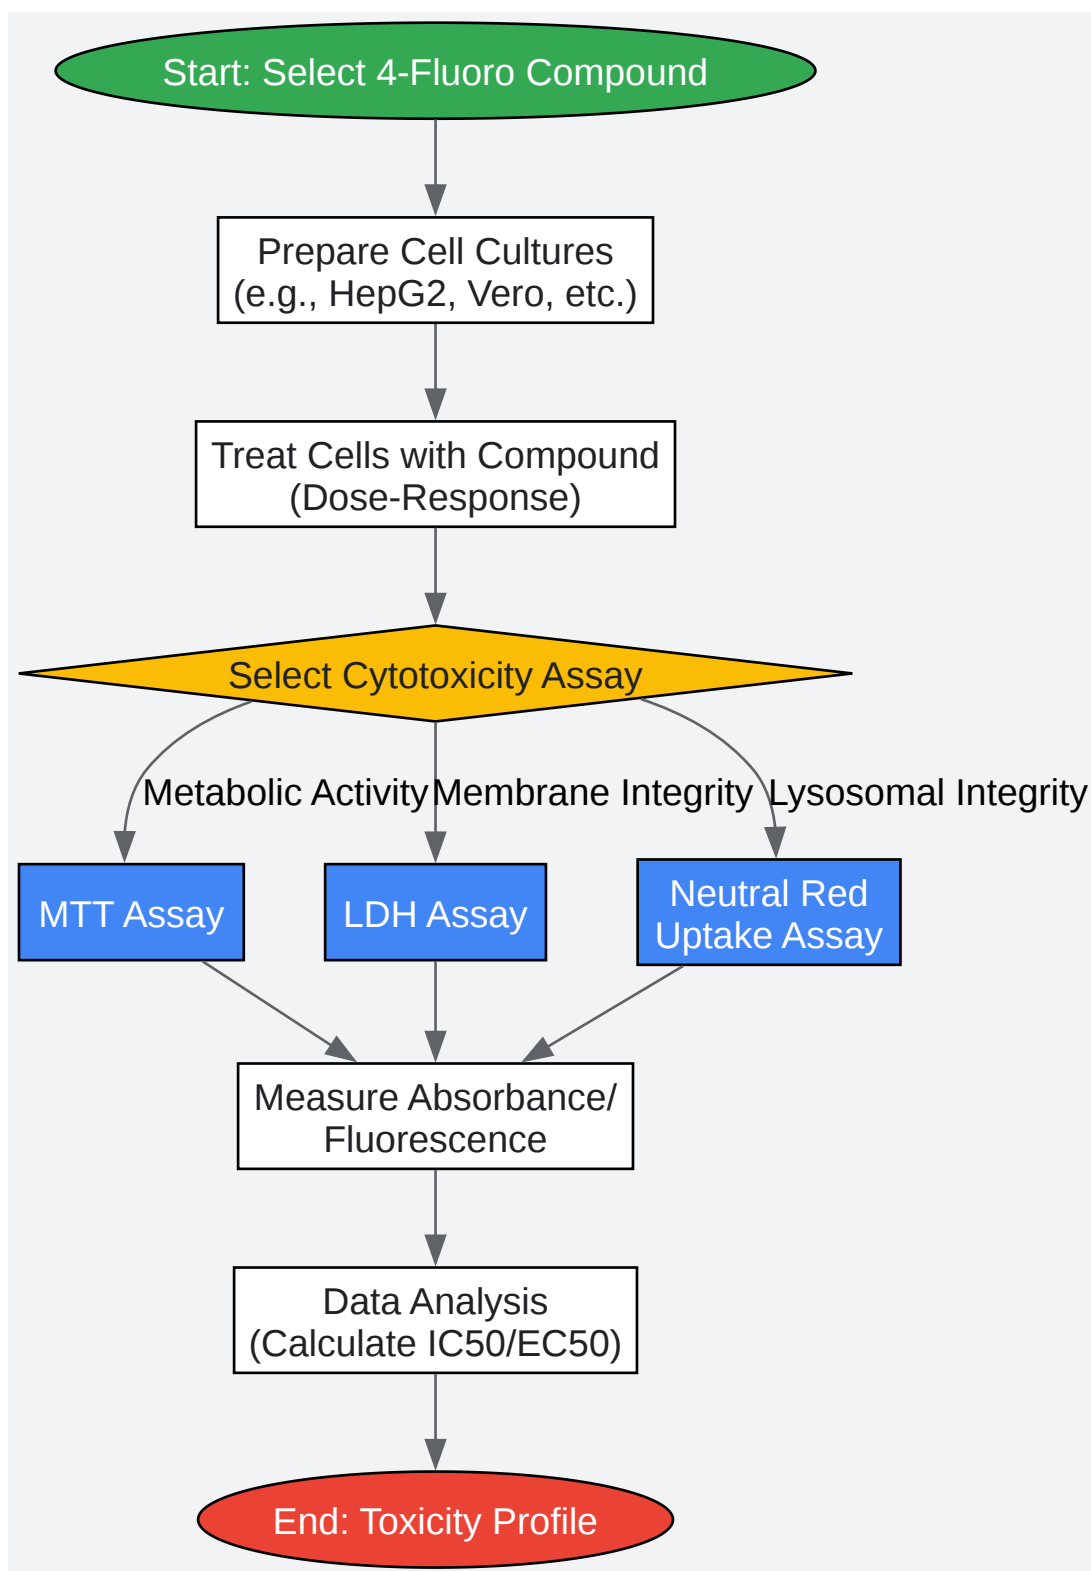 Start: Select 4-Fluoro Compound
Prepare Cell Cultures
(e.g., HepG2, Vero, etc.)
Treat Cells with Compound
(Dose-Response)
Select Cytotoxicity Assay
Metabolic Activity
Membrane Integrity
Lysosomal Integrity
MTT Assay
LDH Assay
Neutral Red
Uptake Assay
Measure Absorbance/
Fluorescence
Data Analysis
(Calculate IC50/EC50)
End: Toxicity Profile